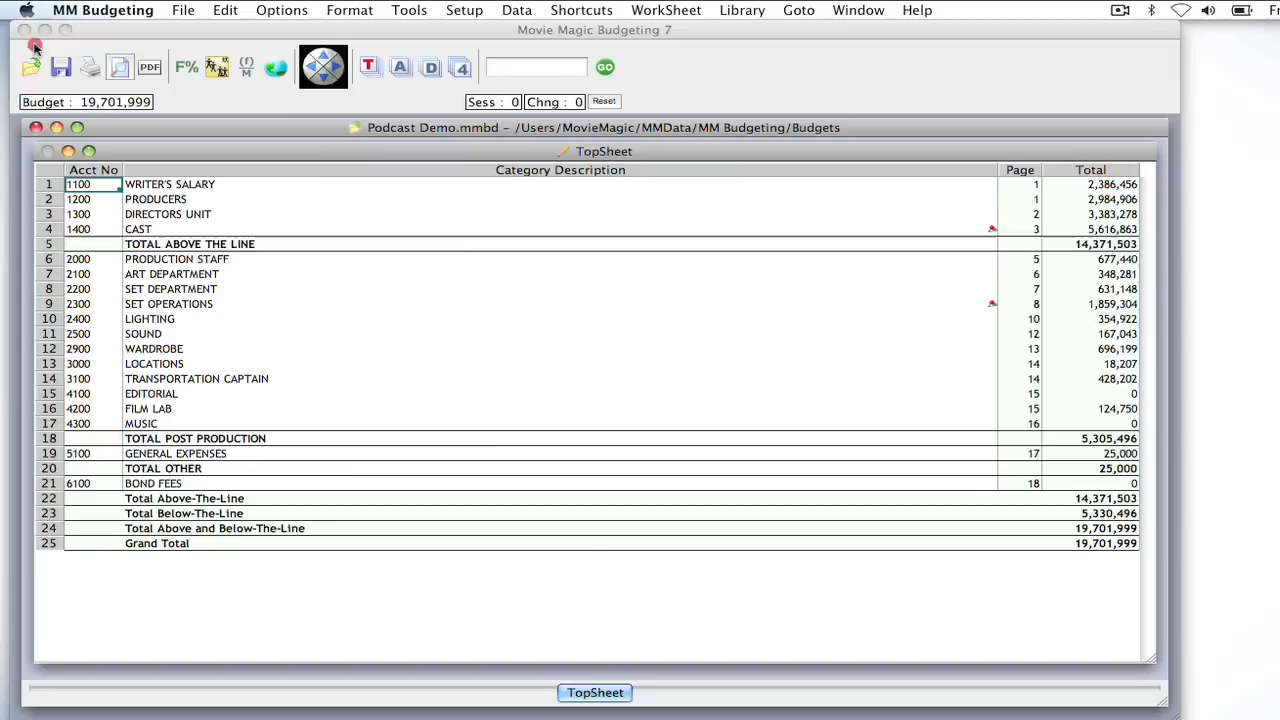 MM Budgeting File Edit Options Format Tools Setup Data Shortcuts WorkSheet Library Goto Window Help
Movie Magic Budgeting 7
PDF F% (f) M T A D 4 GO
Budget : 19,701,999 Sess : 0 Chng : 0 Reset
Podcast Demo.mmbd - /Users/MovieMagic/MMData/MM Budgeting/Budgets
TopSheet
Acct No Category Description Page Total
1 1100 WRITER'S SALARY 1 2,386,456
2 1200 PRODUCERS 1 2,984,906
3 1300 DIRECTORS UNIT 2 3,383,278
4 1400 CAST 3 5,616,863
5 TOTAL ABOVE THE LINE 14,371,503
6 2000 PRODUCTION STAFF 5 677,440
7 2100 ART DEPARTMENT 6 348,281
8 2200 SET DEPARTMENT 7 631,148
9 2300 SET OPERATIONS 8 1,859,304
10 2400 LIGHTING 10 354,922
11 2500 SOUND 12 167,043
12 2900 WARDROBE 13 696,199
13 3000 LOCATIONS 14 18,207
14 3100 TRANSPORTATION CAPTAIN 14 428,202
15 4100 EDITORIAL 15 0
16 4200 FILM LAB 15 124,750
17 4300 MUSIC 16 0
18 TOTAL POST PRODUCTION 5,305,496
19 5100 GENERAL EXPENSES 17 25,000
20 TOTAL OTHER 25,000
21 6100 BOND FEES 18 0
22 Total Above-The-Line 14,371,503
23 Total Below-The-Line 5,330,496
24 Total Above and Below-The-Line 19,701,999
25 Grand Total 19,701,999
TopSheet